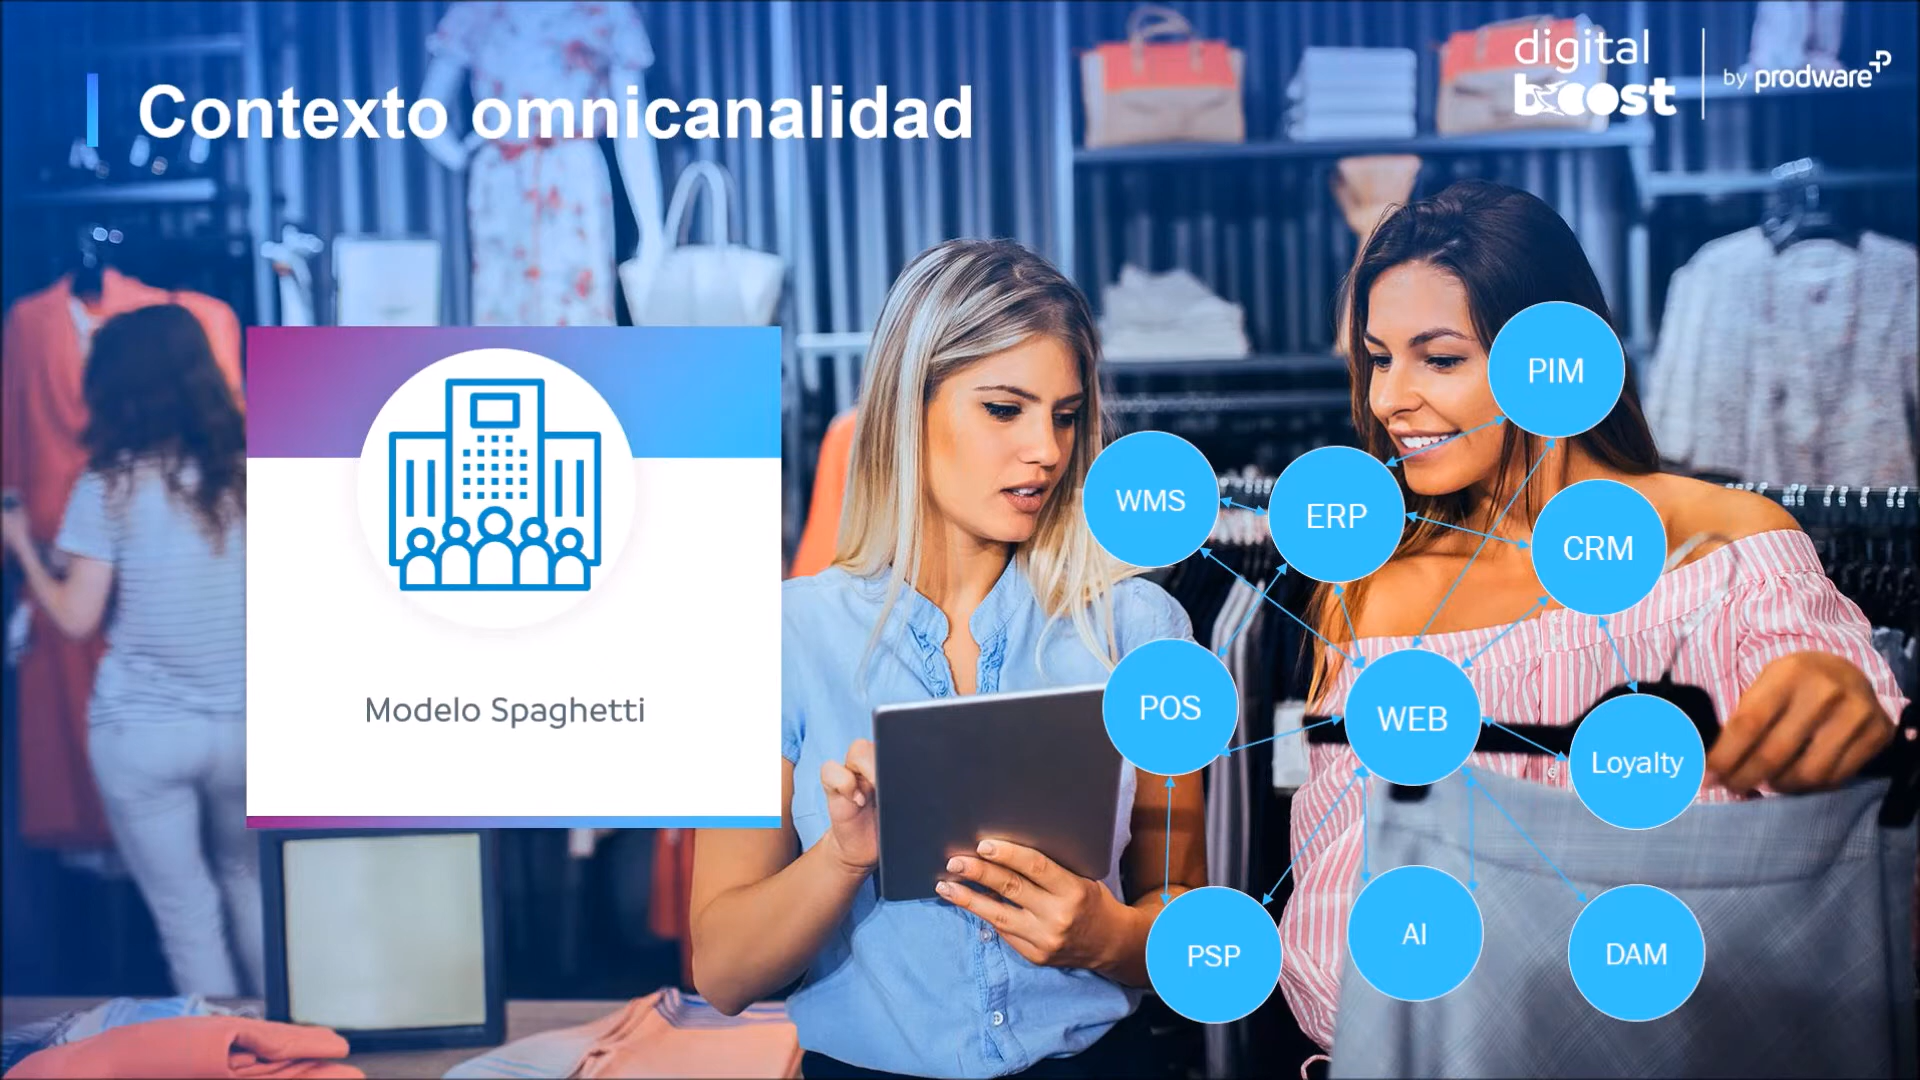 Contexto omnicanalidad
digital
boost
by prodware
Modelo Spaghetti
PIM
WMS
ERP
CRM
POS
WEB
Loyalty
PSP
AI
DAM